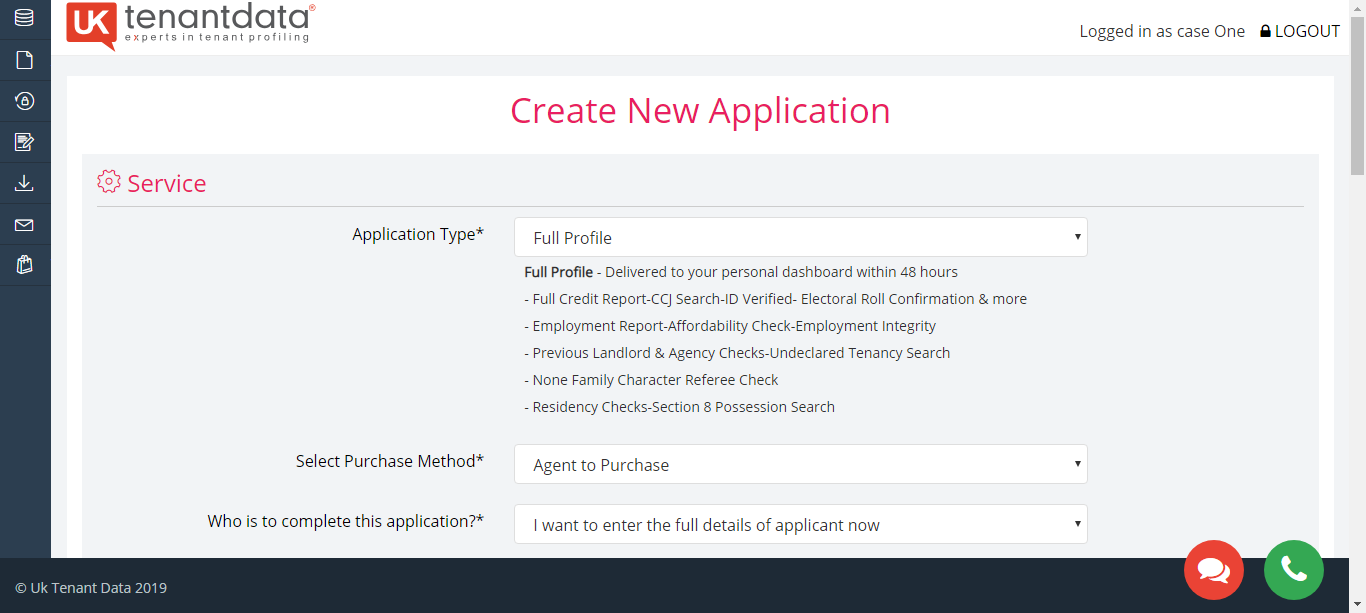 UK tenantdata®
experts in tenant profiling
Logged in as case One LOGOUT
Create New Application
Service
Application Type*
Full Profile
Full Profile - Delivered to your personal dashboard within 48 hours
- Full Credit Report-CCJ Search-ID Verified- Electoral Roll Confirmation & more
- Employment Report-Affordability Check-Employment Integrity
- Previous Landlord & Agency Checks-Undeclared Tenancy Search
- None Family Character Referee Check
- Residency Checks-Section 8 Possession Search
Select Purchase Method*
Agent to Purchase
Who is to complete this application?*
I want to enter the full details of applicant now
© Uk Tenant Data 2019